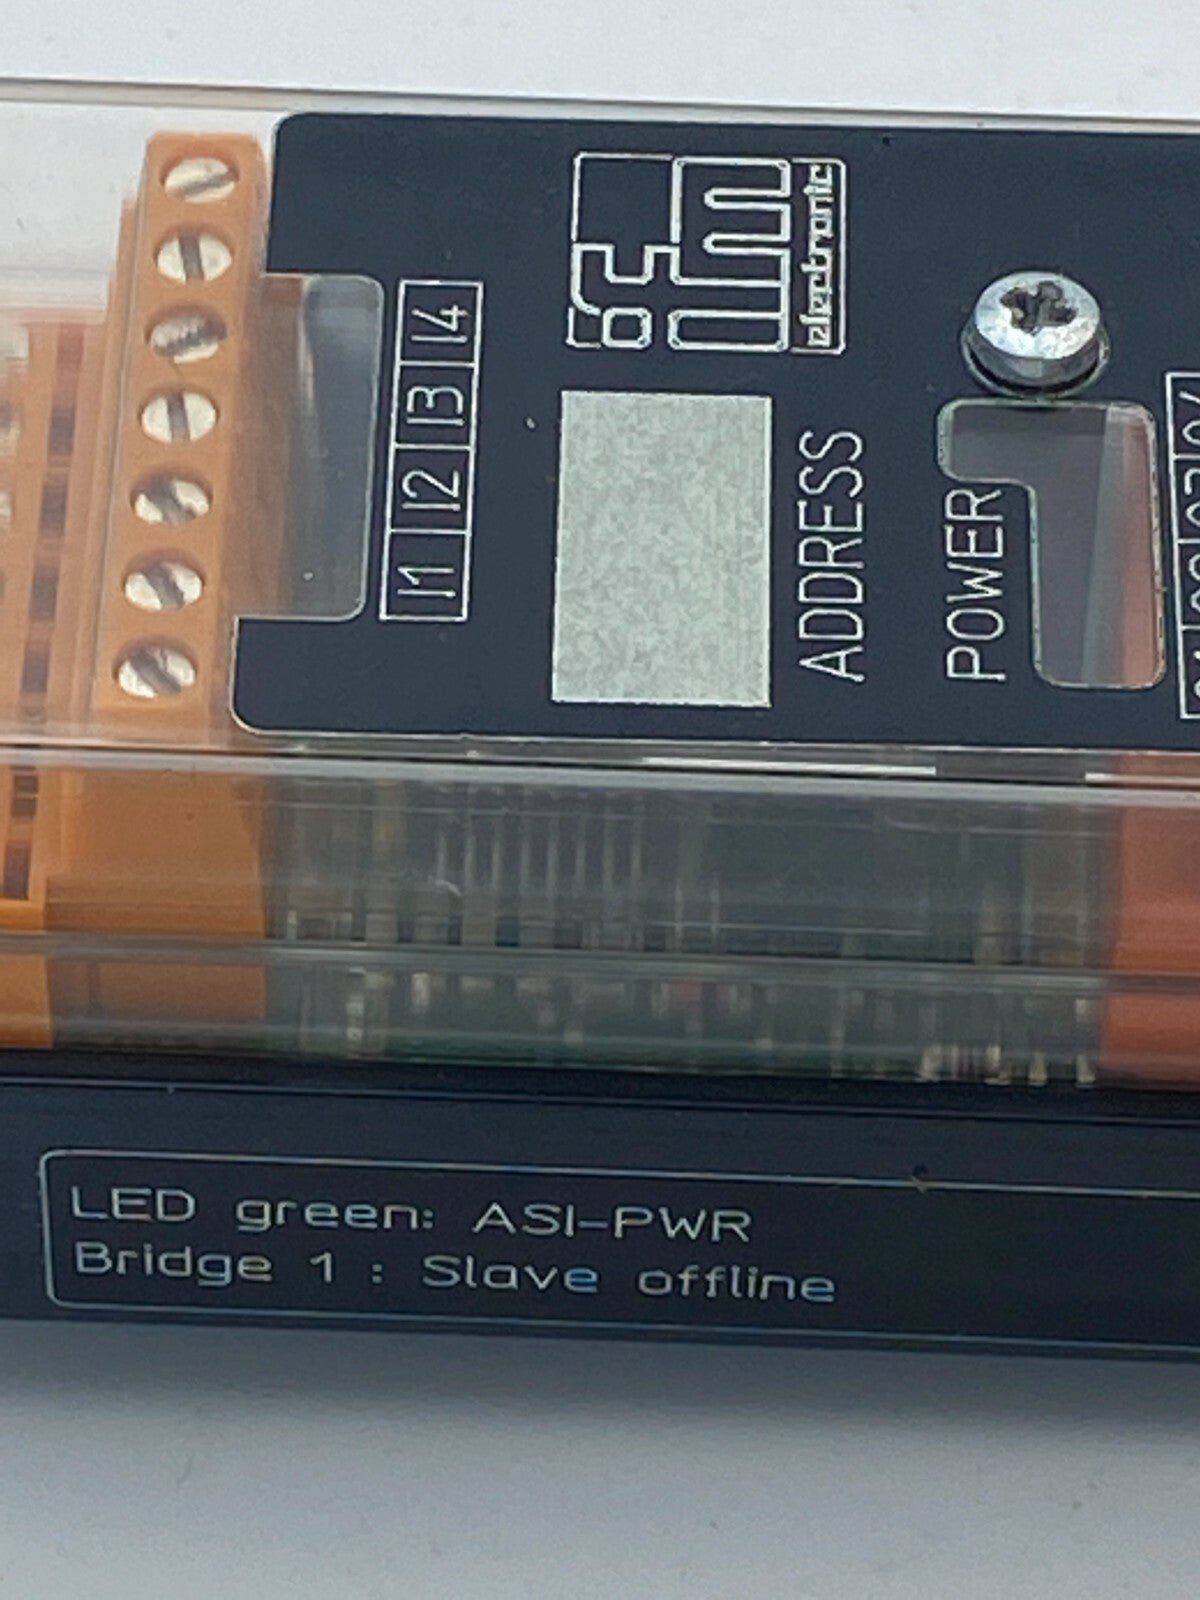 ifm
electronic
I1 I2 I3 I4
ADDRESS
POWER
LED green: ASI-PWR
Bridge 1 : Slave offline